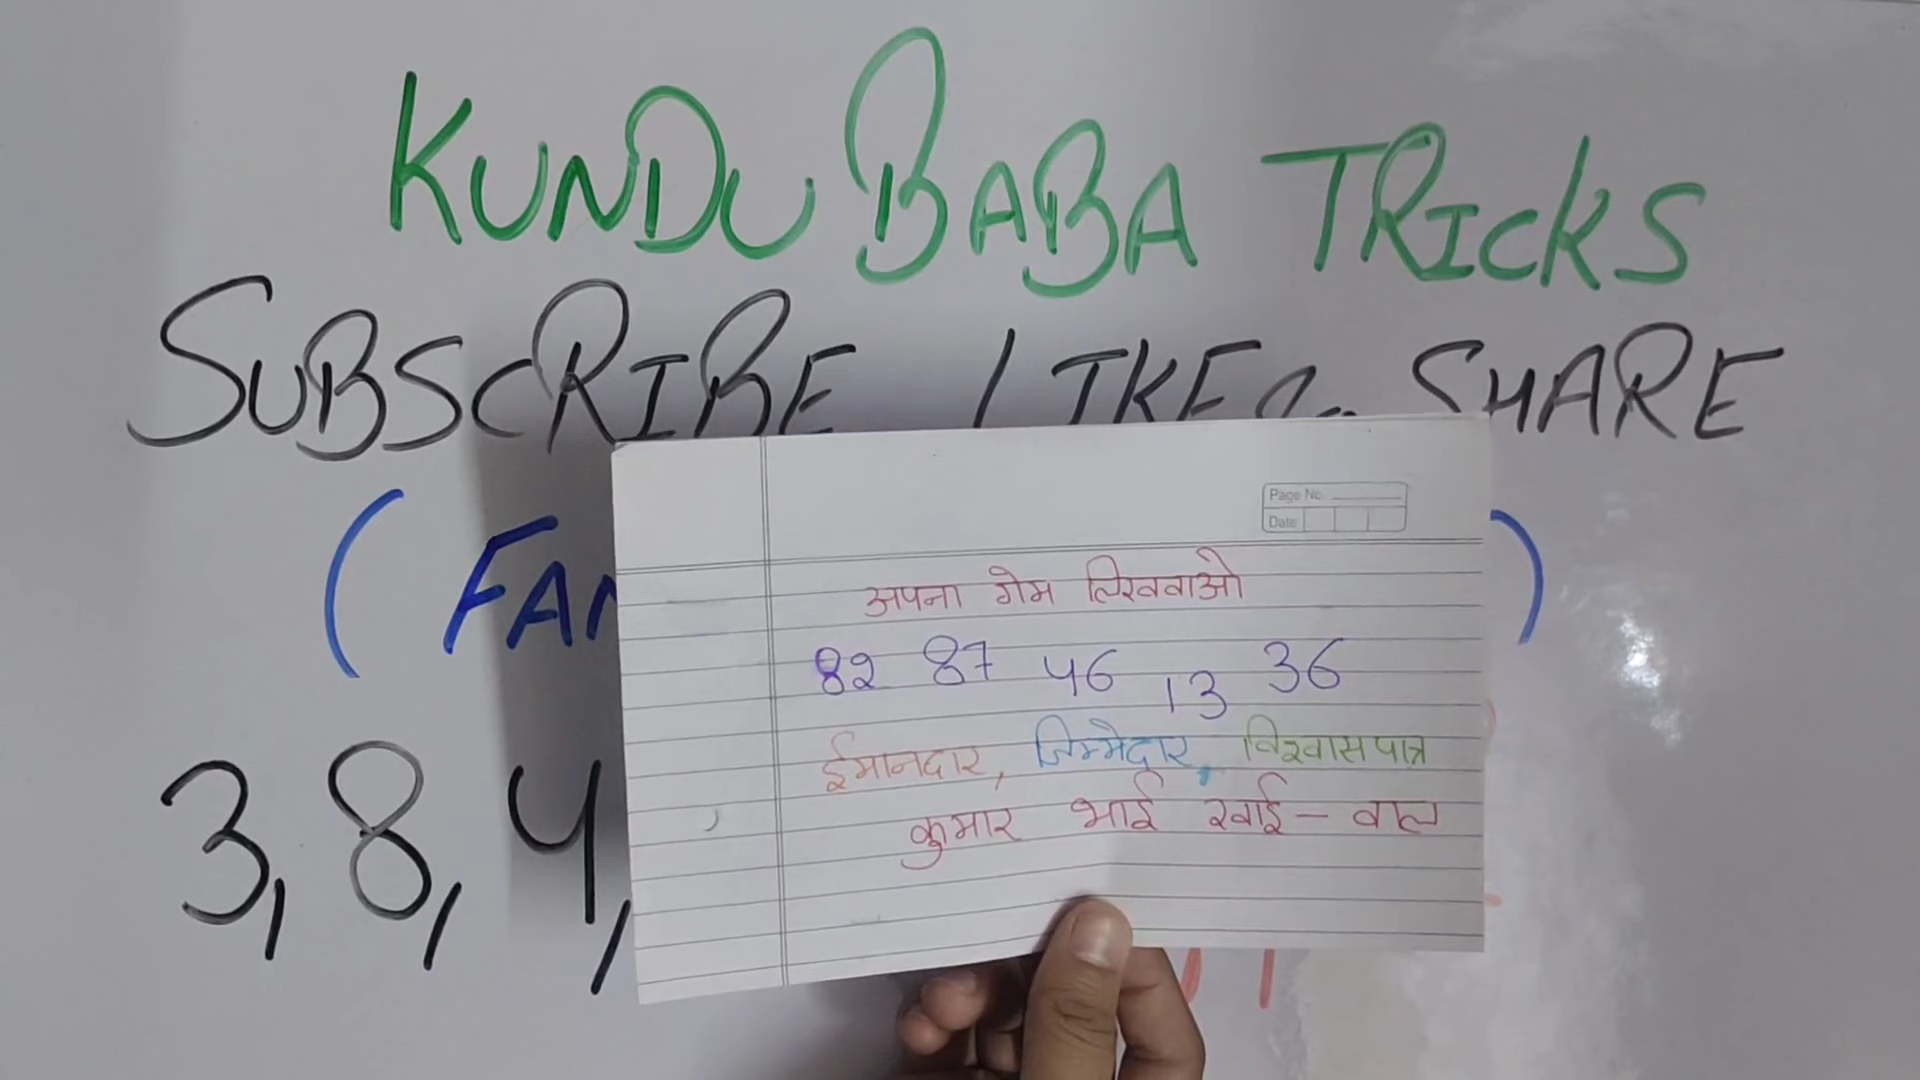 KUNDU BABA TRICKS
SUBSCRIBE LIKE & SHARE
(FAM )
3, 8, 4,
Page No.
Date
अपना गेम लिखवाओ
82 87 46 13 36
ईमानदार, जिम्मेदार, विश्वास पात्र
कुमार भाई खाई - वाल